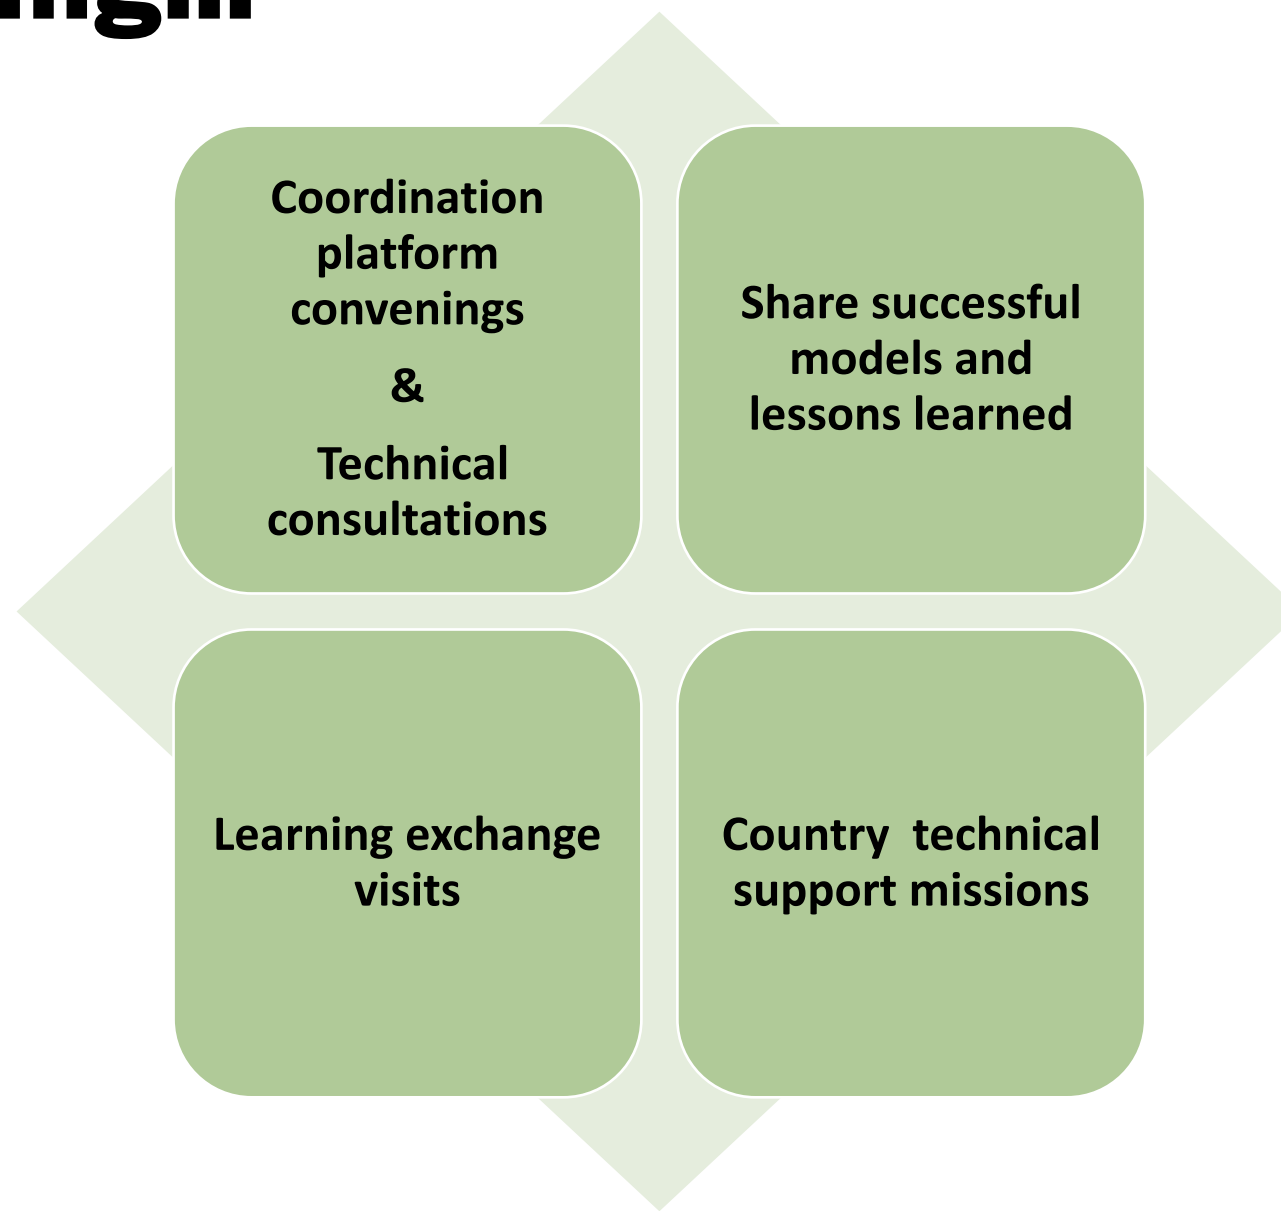 Coordination
platform
convenings
&
Technical
consultations
Share successful
models and
lessons learned
Learning exchange
visits
Country  technical
support missions